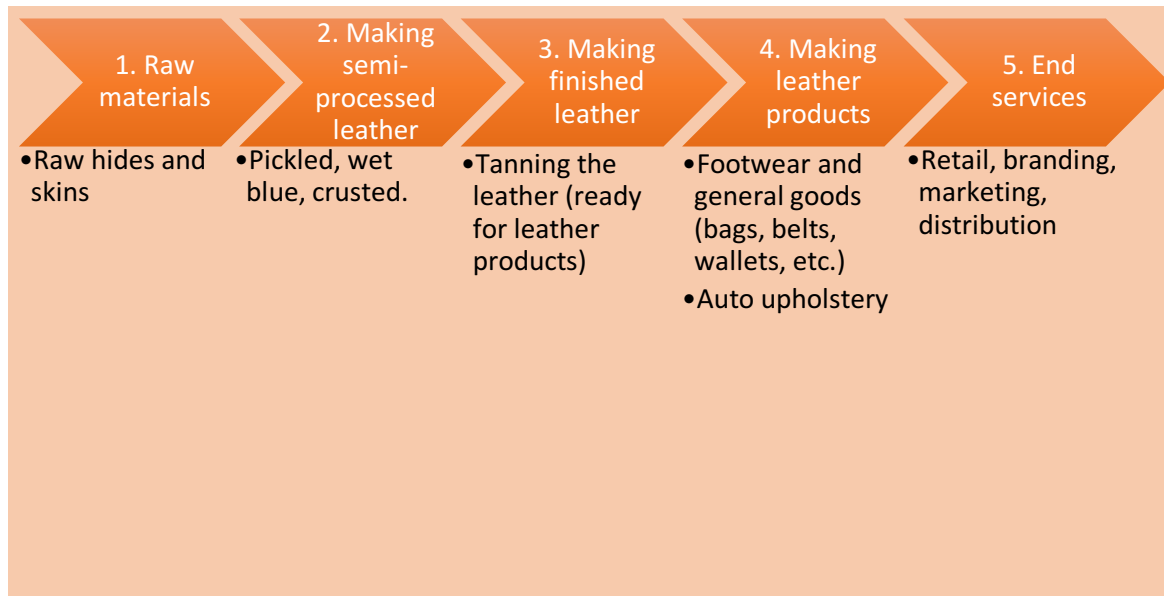 1. Raw
materials
•Raw hides and
skins
2. Making
semi-
processed
leather
•Pickled, wet
blue, crusted.
3. Making
finished
leather
•Tanning the
leather (ready
for leather
products)
4. Making
leather
products
•Footwear and
general goods
(bags, belts,
wallets, etc.)
•Auto upholstery
5. End
services
•Retail, branding,
marketing,
distribution